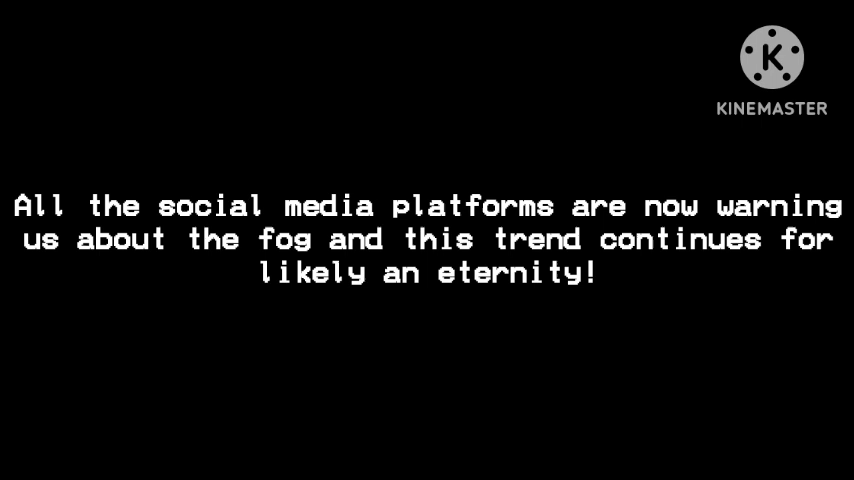 K
KINEMASTER
All the social media platforms are now warning
us about the fog and this trend continues for
likely an eternity!